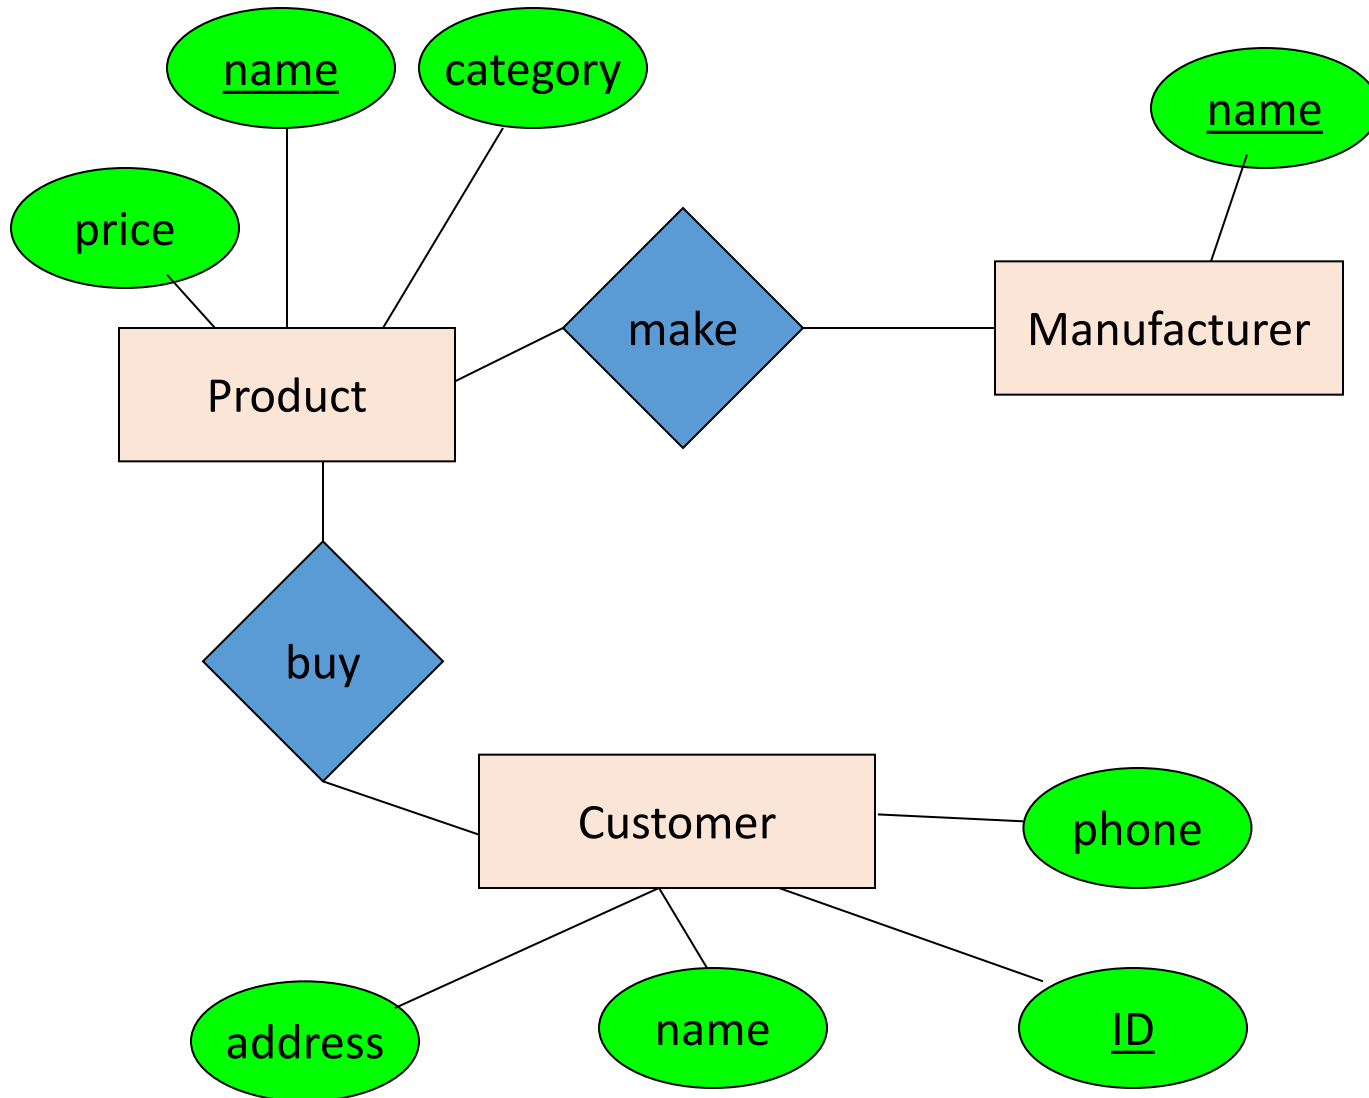 name
category
name
price
make
Manufacturer
Product
buy
Customer
phone
address
name
ID